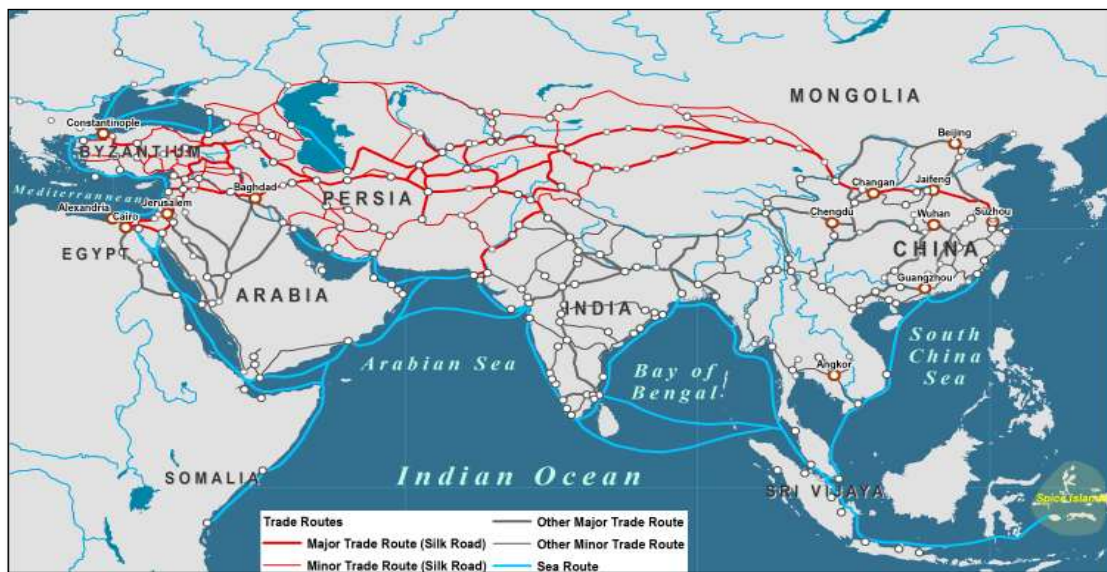 MONGOLIA
Constantinople
Beijing
BYZANTIUM
Mediterranean
Baghdad
PERSIA
Changan
Jaifeng
Alexandria
Jerusalem
Cairo
Chengdu
Wuhan
Suzhou
EGYPT
CHINA
ARABIA
INDIA
Guangzhou
Arabian Sea
Bay of
Bengal
Angkor
South
China
Sea
SOMALIA
Indian Ocean
SRI VIJAYA
Spice Islands
Trade Routes
Major Trade Route (Silk Road)
Minor Trade Route (Silk Road)
Other Major Trade Route
Other Minor Trade Route
Sea Route